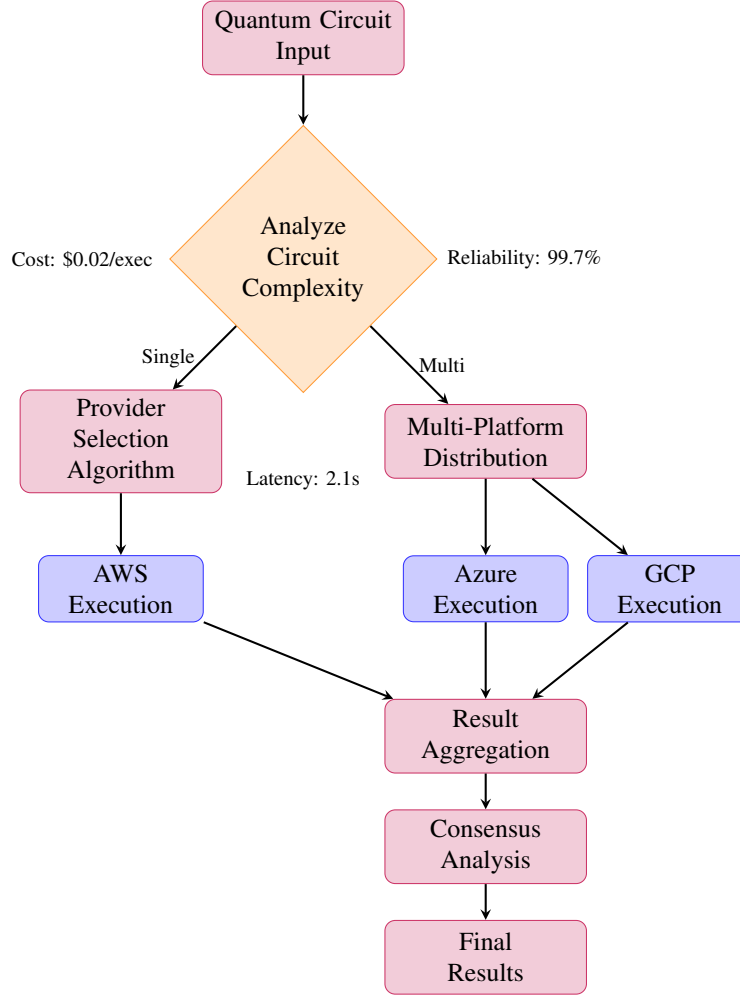 Quantum Circuit
Input
Analyze
Circuit
Complexity
Cost: $0.02/exec
Reliability: 99.7%
Single
Multi
Provider
Selection
Algorithm
Multi-Platform
Distribution
Latency: 2.1s
AWS
Execution
Azure
Execution
GCP
Execution
Result
Aggregation
Consensus
Analysis
Final
Results